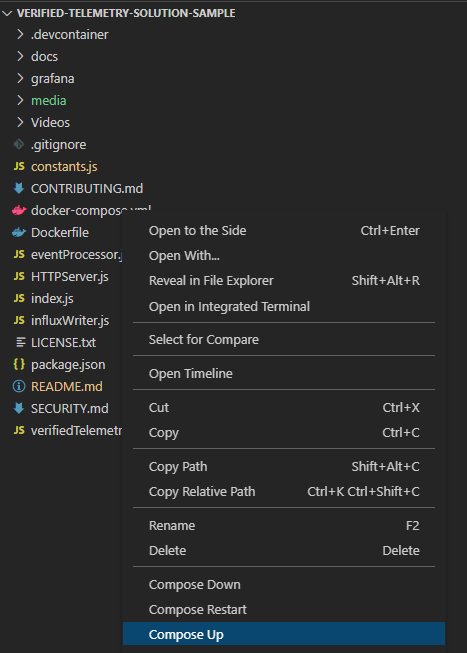 VERIFIED-TELEMETRY-SOLUTION-SAMPLE
.devcontainer
docs
grafana
media
Videos
.gitignore
JS constants.js
CONTRIBUTING.md
docker-compose.yml
Dockerfile
JS eventProcessor.j
JS HTTPServer.js
JS index.js
JS influxWriter.js
LICENSE.txt
{ } package.json
README.md
SECURITY.md
JS verifiedTelemetr
Open to the Side Ctrl+Enter
Open With...
Reveal in File Explorer Shift+Alt+R
Open in Integrated Terminal
Select for Compare
Open Timeline
Cut Ctrl+X
Copy Ctrl+C
Copy Path Shift+Alt+C
Copy Relative Path Ctrl+K Ctrl+Shift+C
Rename F2
Delete Delete
Compose Down
Compose Restart
Compose Up